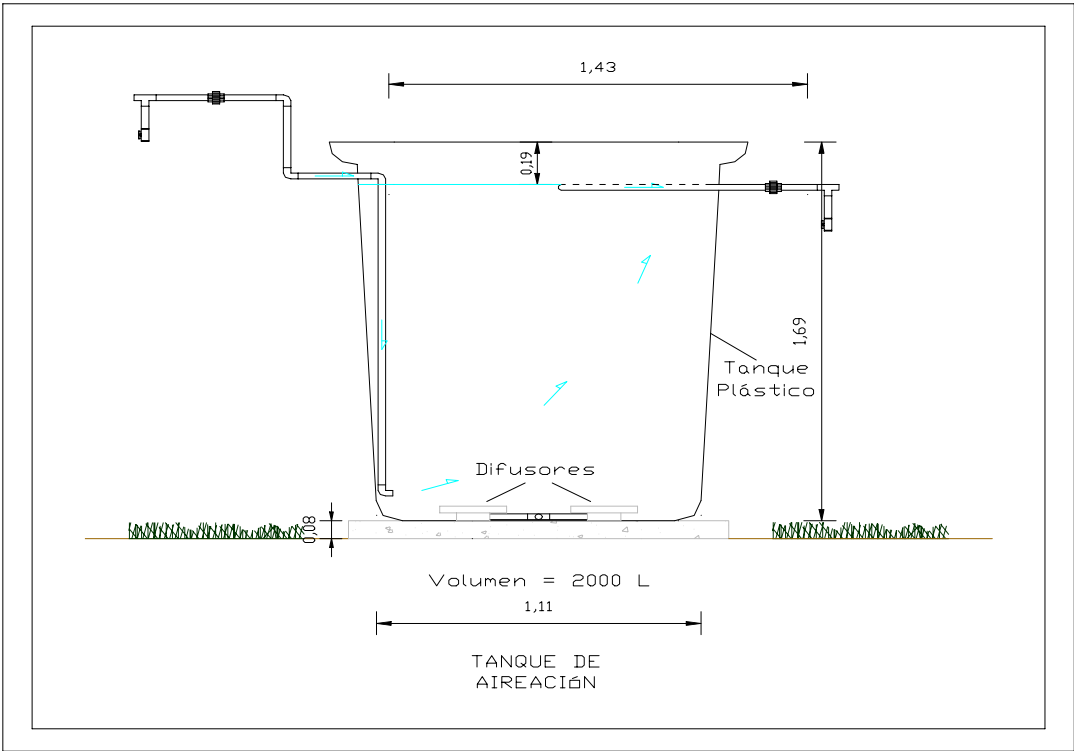 1,43
0,19
1,69
Tanque
Plástico
Difusores
0,08
Volumen = 2000 L
1,11
TANQUE DE
AIREACIóN